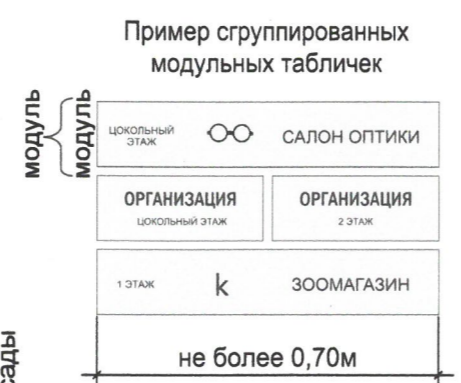 Пример сгруппированных
модульных табличек
модуль
модуль
ЦОКОЛЬНЫЙ
ЭТАЖ
САЛОН ОПТИКИ
ОРГАНИЗАЦИЯ
ЦОКОЛЬНЫЙ ЭТАЖ
ОРГАНИЗАЦИЯ
2 ЭТАЖ
1 ЭТАЖ
k
ЗООМАГАЗИН
не более 0,70м